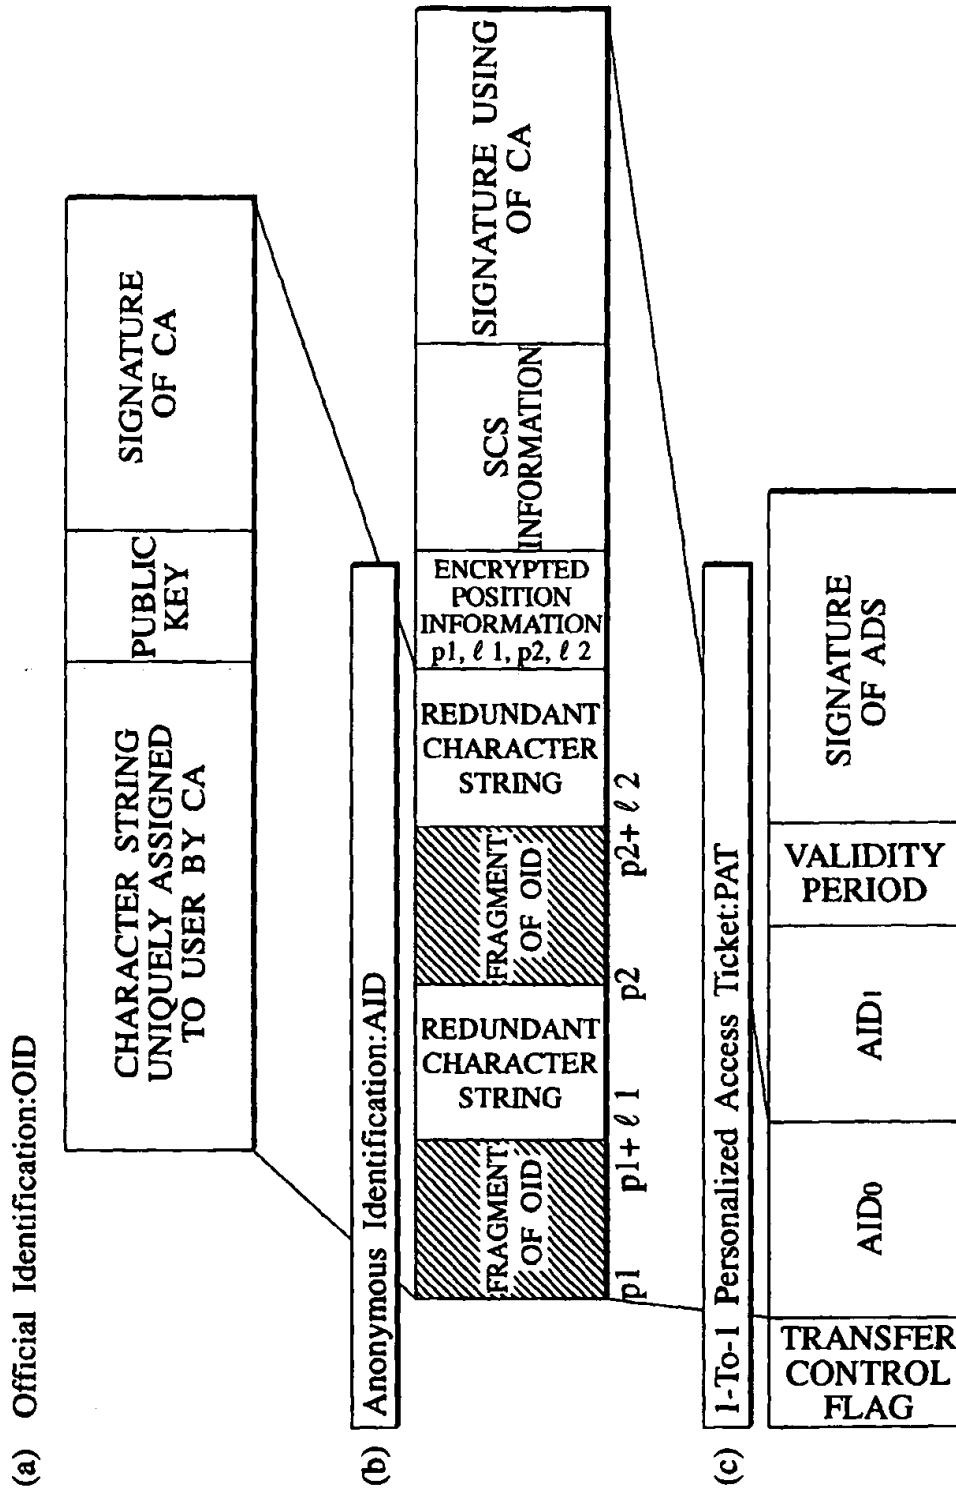 (a) Official Identification:OID
CHARACTER STRING
UNIQUELY ASSIGNED
TO USER BY CA
PUBLIC
KEY
SIGNATURE
OF CA
(b) Anonymous Identification:AID
FRAGMENT
OF OID
REDUNDANT
CHARACTER
STRING
FRAGMENT
OF OID
REDUNDANT
CHARACTER
STRING
ENCRYPTED
POSITION
INFORMATION
p1, ℓ 1, p2, ℓ 2
SCS
INFORMATION
SIGNATURE USING
OF CA
p1
p1+ ℓ 1
p2
p2+ ℓ 2
(c) 1-To-1 Personalized Access Ticket:PAT
TRANSFER
CONTROL
FLAG
AID0
AID1
VALIDITY
PERIOD
SIGNATURE
OF ADS